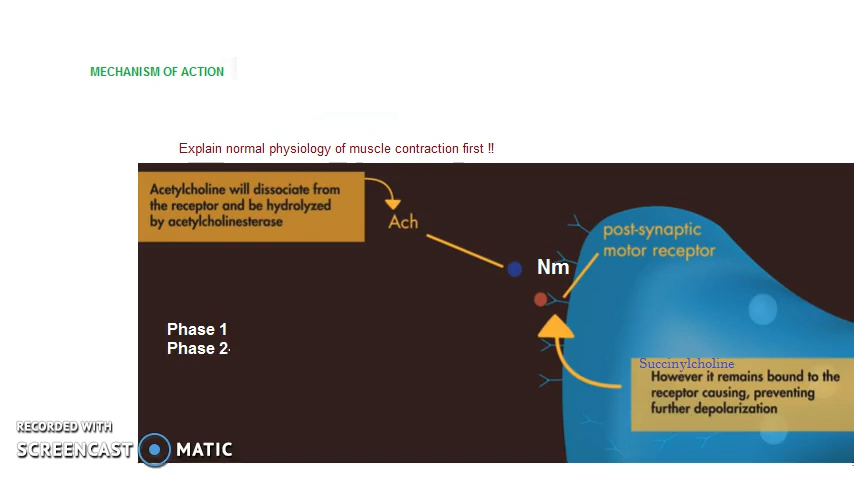 MECHANISM OF ACTION
Explain normal physiology of muscle contraction first !!
Acetylcholine will dissociate from
the receptor and be hydrolyzed
by acetylcholinesterase
Ach
post-synaptic
motor receptor
Nm
Phase 1
Phase 2-
Succinylcholine
However it remains bound to the
receptor causing, preventing
further depolarization
RECORDED WITH
SCREENCAST MATIC